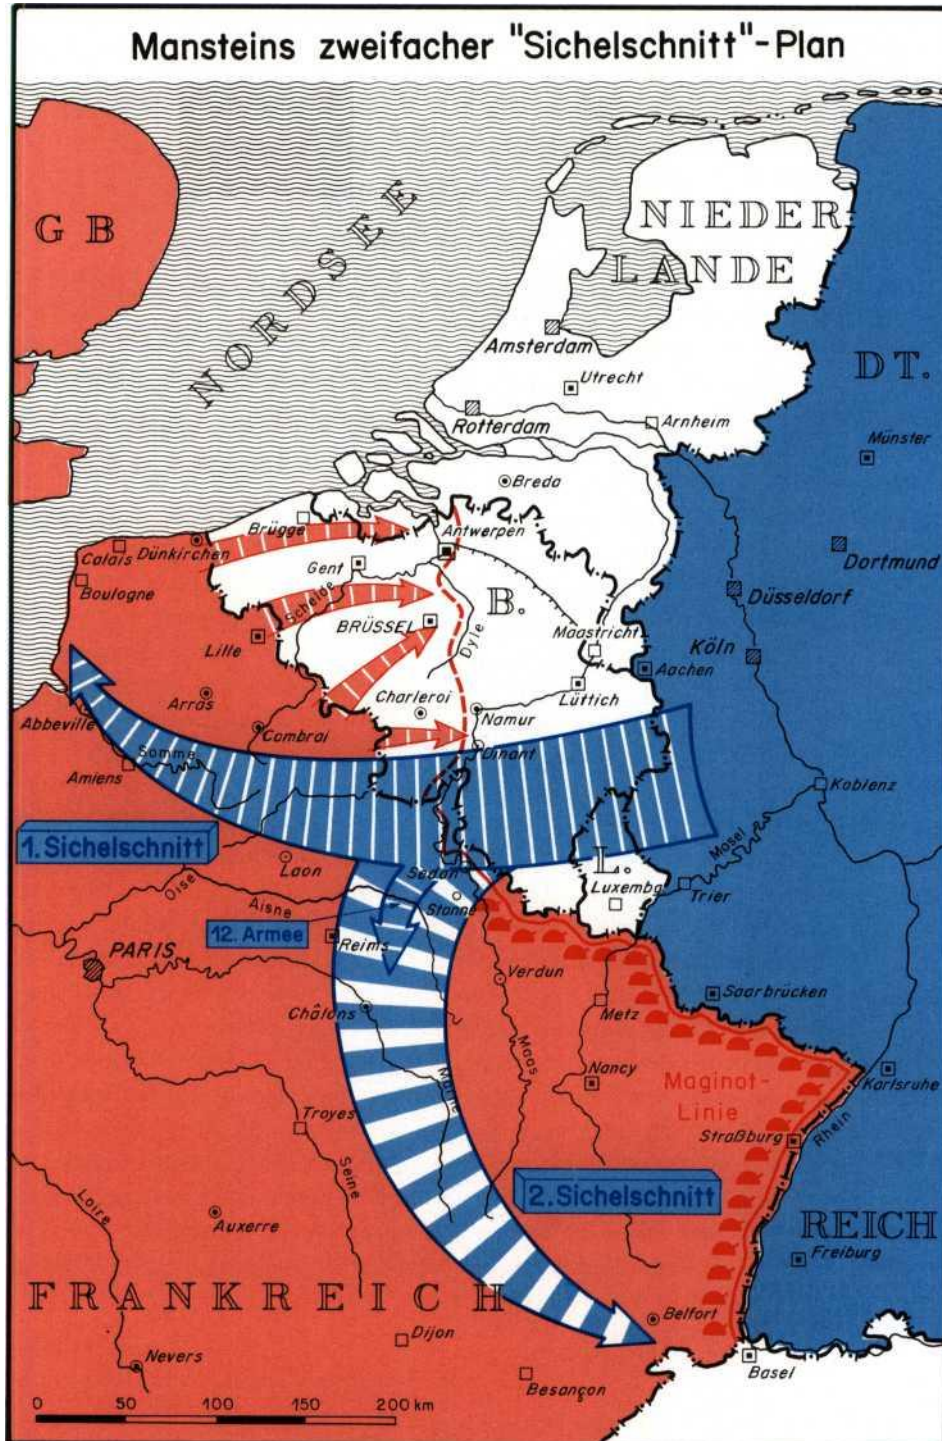 Mansteins zweifacher "Sichelschnitt"-Plan
GB
NORDSEE
NIEDER
LANDE
Amsterdam
Utrecht
DT.
Rotterdam
Arnheim
Münster
Breda
Brügge
Antwerpen
Calais
Dünkirchen
Dortmund
Gent
Boulogne
Schelde
B.
Düsseldorf
BRÜSSEL
Dyle
Lille
Maastricht
Köln
Aachen
Charleroi
Lüttich
Arras
Namur
Abbeville
Cambrai
Dinant
Somme
Amiens
Koblenz
1. Sichelschnitt
Mosel
Laon
Sedan
L.
Oise
Luxembg
Trier
Aisne
Stonne
12. Armee
Reims
PARIS
Verdun
Saarbrücken
Châlons
Metz
Maas
Marne
Nancy
Karlsruhe
Maginot-
Linie
Troyes
Straßburg
Rhein
Seine
2. Sichelschnitt
Loire
Auxerre
REICH
Freiburg
FRANKREICH
Belfort
Dijon
Nevers
Basel
Besançon
0 50 100 150 200 km